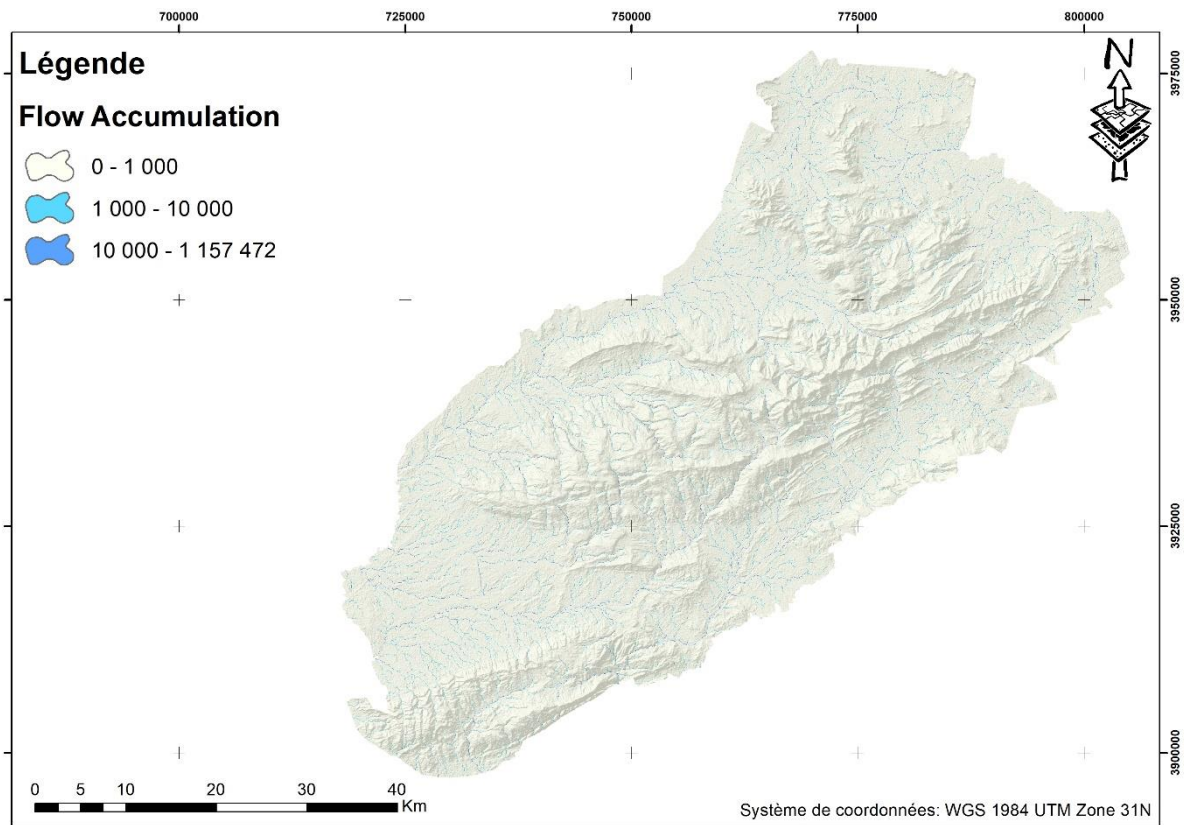 700000 725000 750000 775000 800000
Légende
Flow Accumulation
0 - 1 000
1 000 - 10 000
10 000 - 1 157 472
N
3975000
3950000
3925000
3900000
0 5 10 20 30 40
Km
Système de coordonnées: WGS 1984 UTM Zone 31N